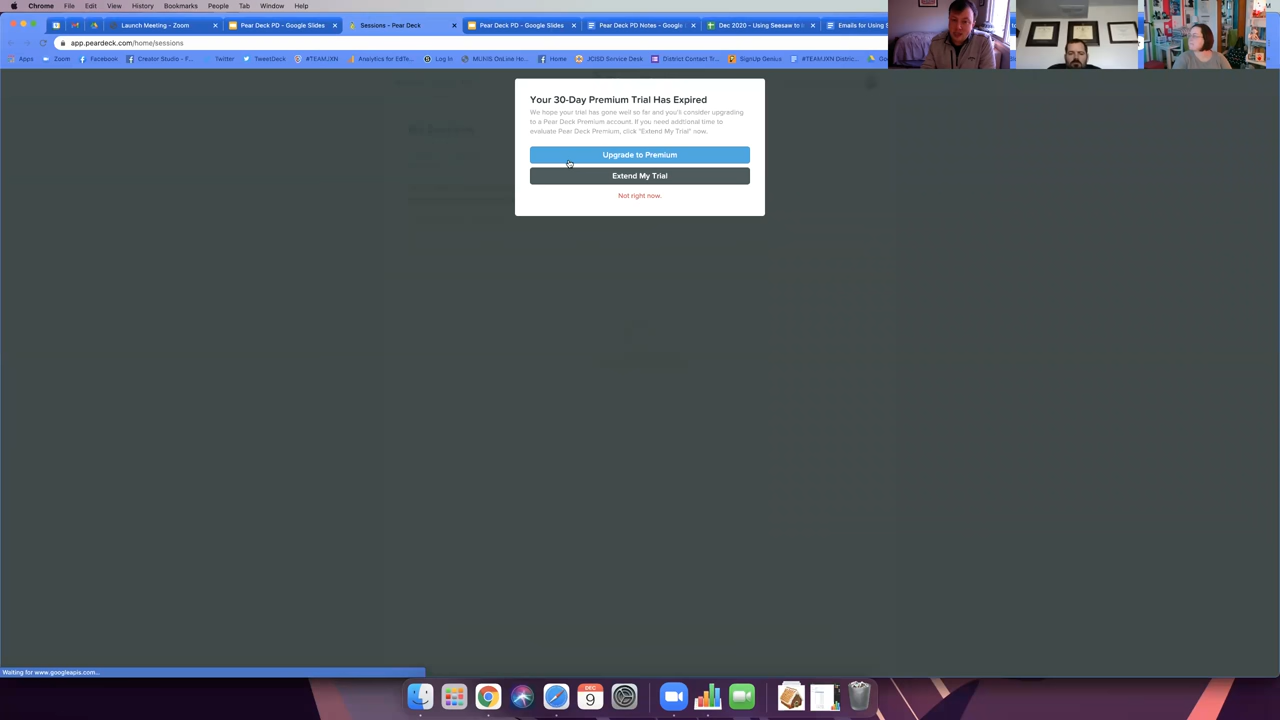 Chrome File Edit View History Bookmarks People Tab Window Help
Launch Meeting - Zoom Pear Deck PD - Google Slides Sessions - Pear Deck Pear Deck PD - Google Slides Pear Deck PD Notes - Google Dec 2020 - Using Seesaw to Emails for Using S
app.peardeck.com/home/sessions
Apps Zoom Facebook Creator Studio - F... Twitter TweetDeck #TEAMJXN Analytics for EdTe... Log In MUNIS OnLine Ho... Home JCISD Service Desk District Contact Tr... SignUp Genius #TEAMJXN Distric...
Your 30-Day Premium Trial Has Expired
We hope your trial has gone well so far and you'll consider upgrading
to a Pear Deck Premium account. If you need addtional time to
evaluate Pear Deck Premium, click "Extend My Trial" now.
Upgrade to Premium
Extend My Trial
Not right now.
Waiting for www.googleapis.com...
DEC
9